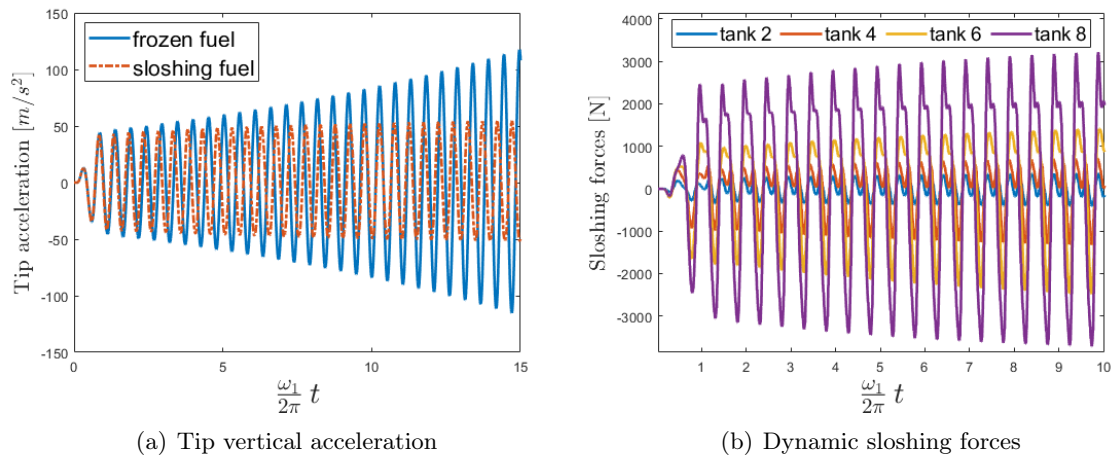 150
100
50
0
-50
-100
-150
0
5
10
15
Tip acceleration [m/s²]
frozen fuel
sloshing fuel
ω₁/2π t
(a) Tip vertical acceleration
4000
3000
2000
1000
0
-1000
-2000
-3000
1 2 3 4 5 6 7 8 9 10
Sloshing forces [N]
tank 2 tank 4 tank 6 tank 8
ω₁/2π t
(b) Dynamic sloshing forces